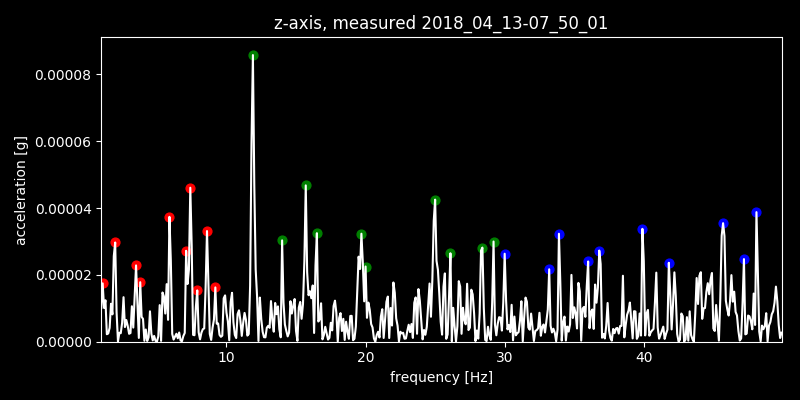 z-axis, measured 2018_04_13-07_50_01
0.00008
0.00006
0.00004
0.00002
0.00000
acceleration [g]
10 20 30 40
frequency [Hz]